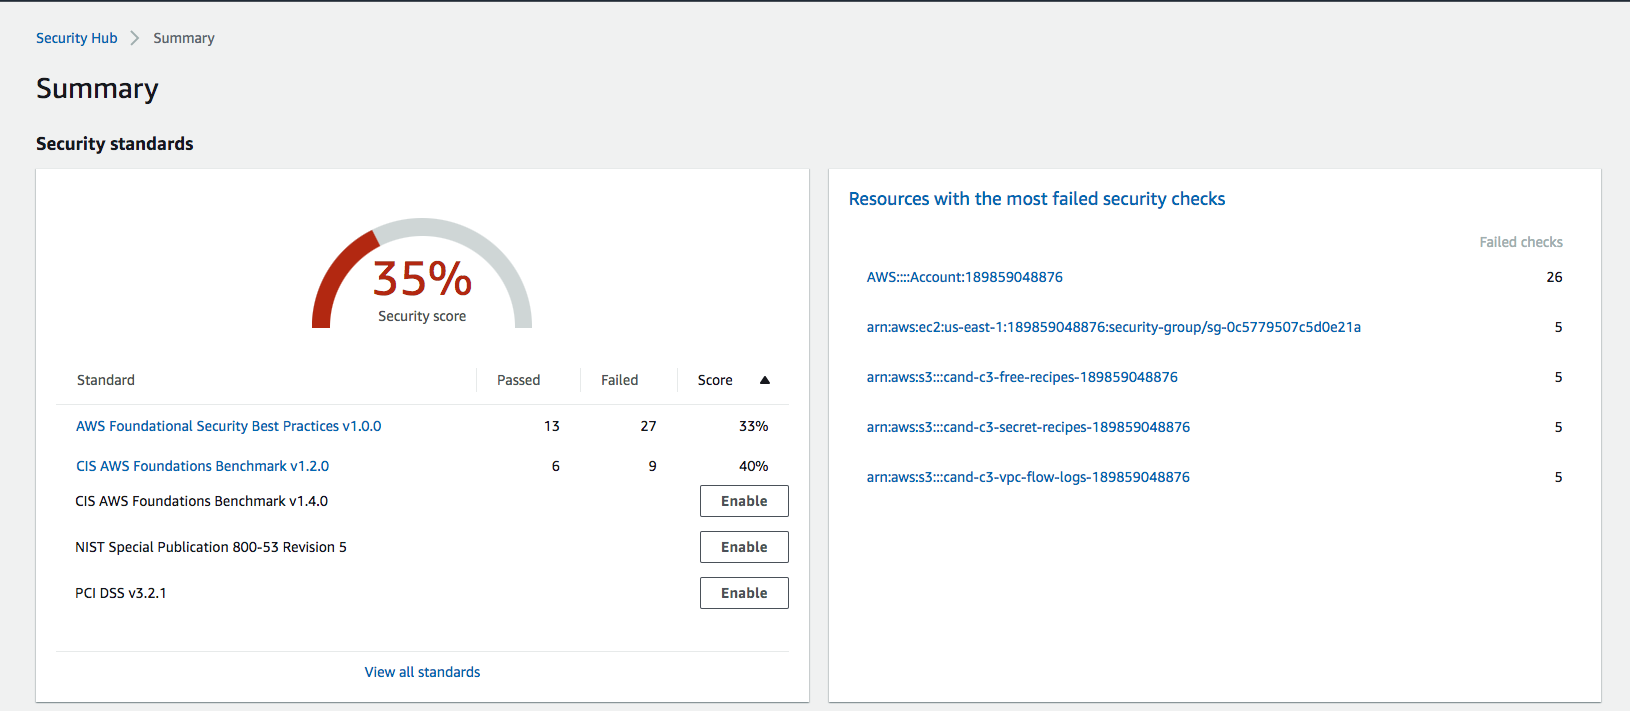 Security Hub > Summary
Summary
Security standards
35%
Security score
Standard Passed Failed Score ▲
AWS Foundational Security Best Practices v1.0.0 13 27 33%
CIS AWS Foundations Benchmark v1.2.0 6 9 40%
CIS AWS Foundations Benchmark v1.4.0 Enable
NIST Special Publication 800-53 Revision 5 Enable
PCI DSS v3.2.1 Enable
View all standards
Resources with the most failed security checks
Failed checks
AWS::::Account:189859048876 26
arn:aws:ec2:us-east-1:189859048876:security-group/sg-0c5779507c5d0e21a 5
arn:aws:s3:::cand-c3-free-recipes-189859048876 5
arn:aws:s3:::cand-c3-secret-recipes-189859048876 5
arn:aws:s3:::cand-c3-vpc-flow-logs-189859048876 5